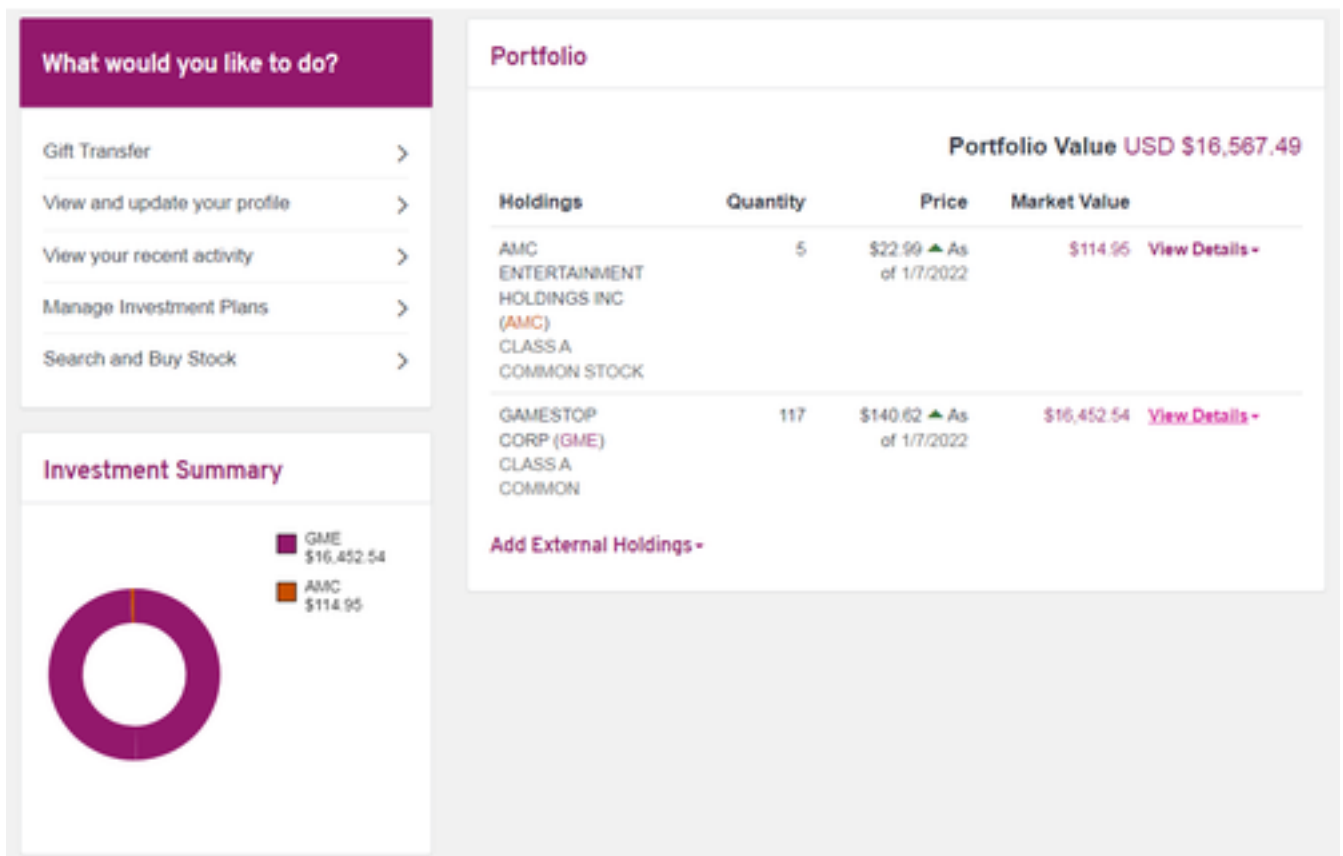 What would you like to do?
Gift Transfer
View and update your profile
View your recent activity
Manage Investment Plans
Search and Buy Stock
Investment Summary
GME
$16,452.54
AMC
$114.95
Portfolio
Portfolio Value USD $16,567.49
Holdings Quantity Price Market Value
AMC 5 $22.99 As $114.95 View Details
ENTERTAINMENT of 1/7/2022
HOLDINGS INC
(AMC)
CLASS A
COMMON STOCK
GAMESTOP 117 $140.62 As $16,452.54 View Details
CORP (GME) of 1/7/2022
CLASS A
COMMON
Add External Holdings